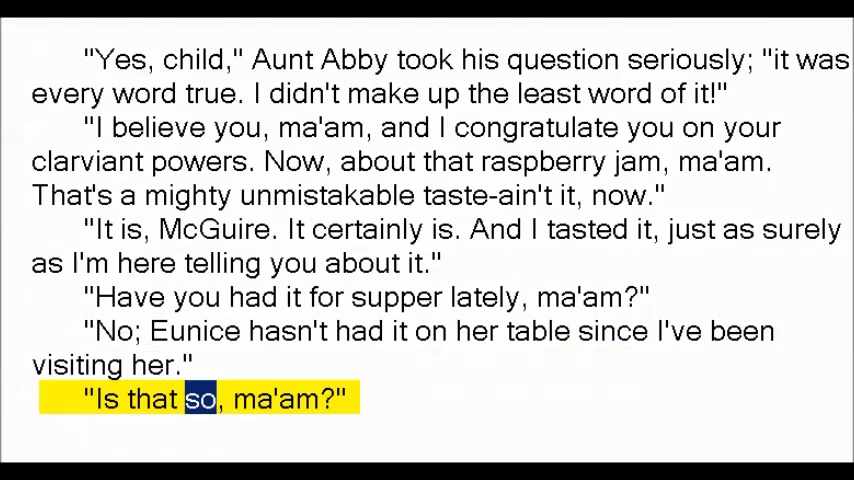 "Yes, child," Aunt Abby took his question seriously; "it was
every word true. I didn't make up the least word of it!"
"I believe you, ma'am, and I congratulate you on your
clarviant powers. Now, about that raspberry jam, ma'am.
That's a mighty unmistakable taste-ain't it, now."
"It is, McGuire. It certainly is. And I tasted it, just as surely
as I'm here telling you about it."
"Have you had it for supper lately, ma'am?"
"No; Eunice hasn't had it on her table since I've been
visiting her."
"Is that so, ma'am?"